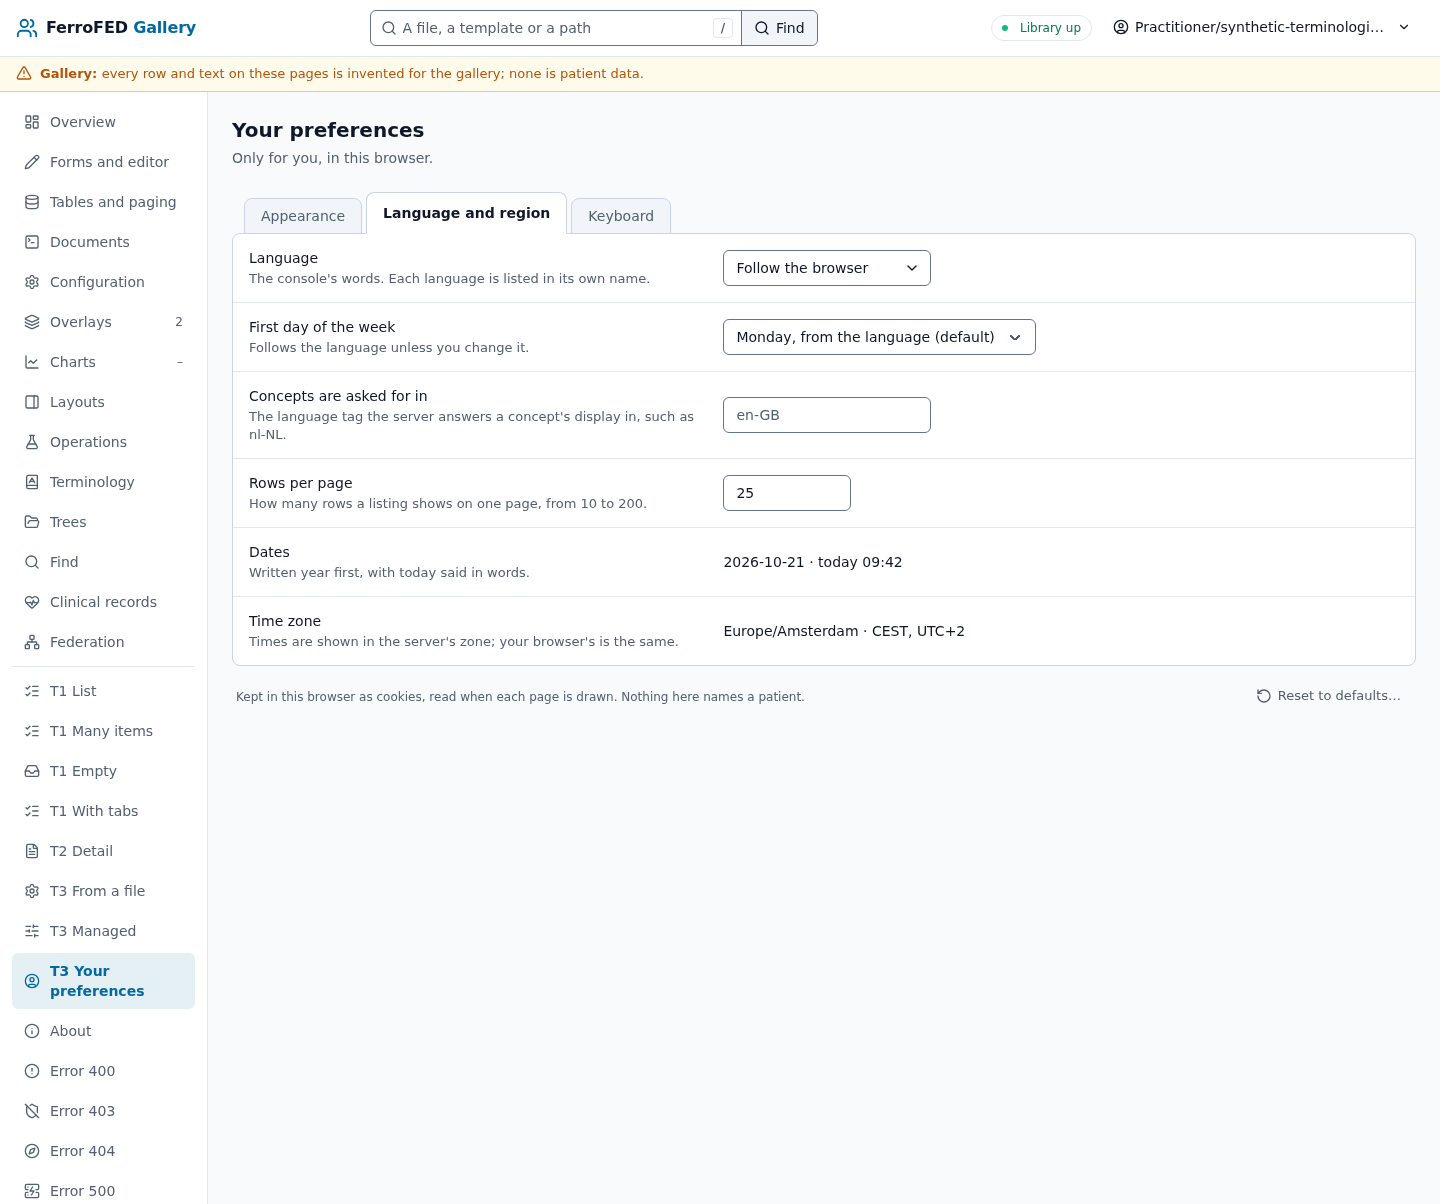 FerroFED Gallery
A file, a template or a path
/
Find
Library up
Practitioner/synthetic-terminologi…
Gallery: every row and text on these pages is invented for the gallery; none is patient data.
Overview
Forms and editor
Tables and paging
Documents
Configuration
Overlays 2
Charts –
Layouts
Operations
Terminology
Trees
Find
Clinical records
Federation
T1 List
T1 Many items
T1 Empty
T1 With tabs
T2 Detail
T3 From a file
T3 Managed
T3 Your
preferences
About
Error 400
Error 403
Error 404
Error 500
Your preferences
Only for you, in this browser.
Appearance
Language and region
Keyboard
Language
The console's words. Each language is listed in its own name.
Follow the browser
First day of the week
Follows the language unless you change it.
Monday, from the language (default)
Concepts are asked for in
The language tag the server answers a concept's display in, such as
nl-NL.
en-GB
Rows per page
How many rows a listing shows on one page, from 10 to 200.
25
Dates
Written year first, with today said in words.
2026-10-21 · today 09:42
Time zone
Times are shown in the server's zone; your browser's is the same.
Europe/Amsterdam · CEST, UTC+2
Kept in this browser as cookies, read when each page is drawn. Nothing here names a patient.
Reset to defaults…